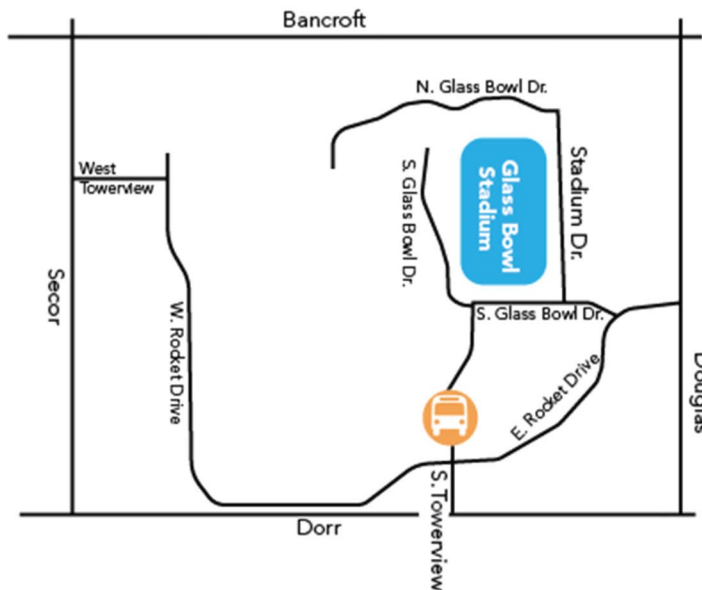 Bancroft
N. Glass Bowl Dr.
West
Towerview
S. Glass Bowl Dr.
Glass Bowl
Stadium
Stadium Dr.
Secor
W. Rocket Drive
S. Glass Bowl Dr.
E. Rocket Drive
Douglas
S. Towerview
Dorr